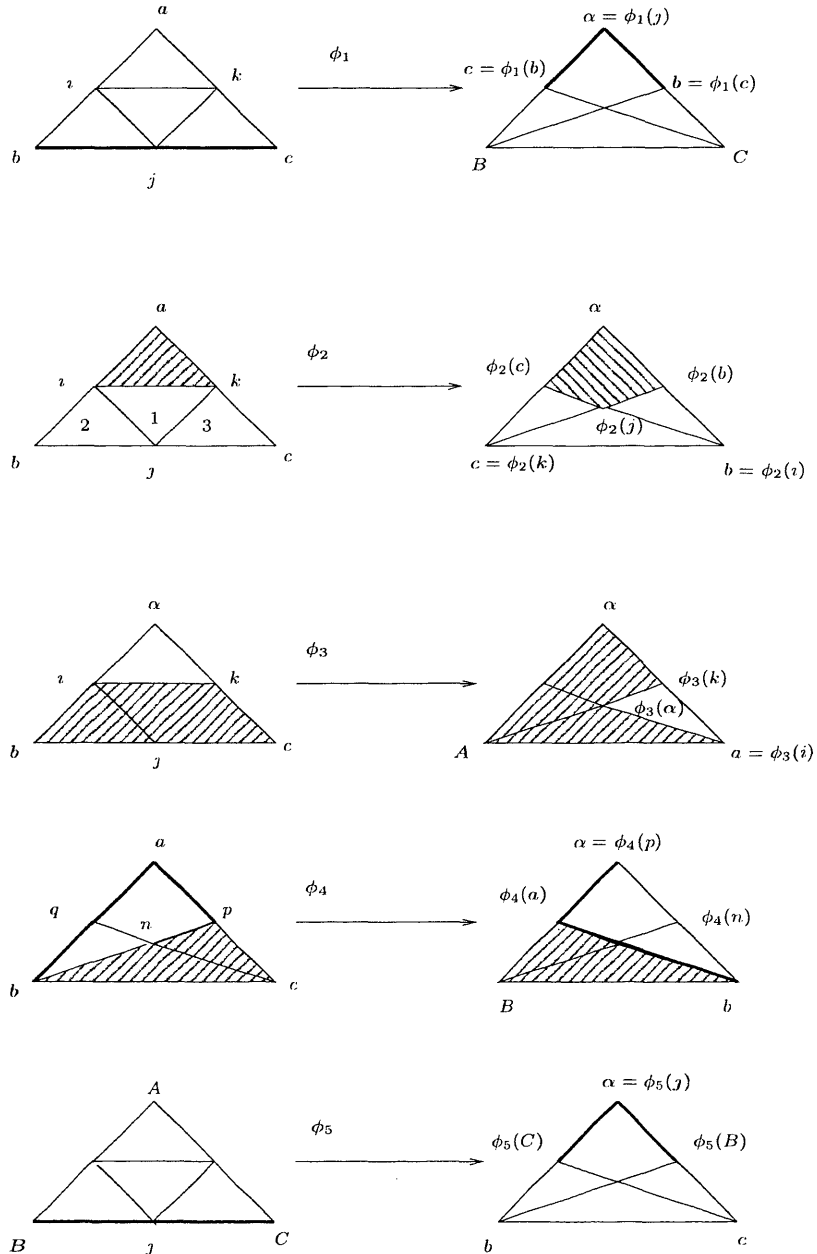 a
α = ϕ₁(ȷ)
ϕ₁
ı
k
c = ϕ₁(b)
b = ϕ₁(c)
b
c
B
C
ȷ
a
α
ϕ₂
ı
k
ϕ₂(c)
ϕ₂(b)
2
1
3
ϕ₂(ȷ)
b
ȷ
c
c = ϕ₂(k)
b = ϕ₂(ı)
α
α
ϕ₃
ı
k
ϕ₃(k)
ϕ₃(α)
b
ȷ
c
A
a = ϕ₃(i)
a
α = ϕ₄(p)
ϕ₄
q
n
p
ϕ₄(a)
ϕ₄(n)
b
c
B
b
A
α = ϕ₅(ȷ)
ϕ₅
ϕ₅(C)
ϕ₅(B)
B
ȷ
C
b
c